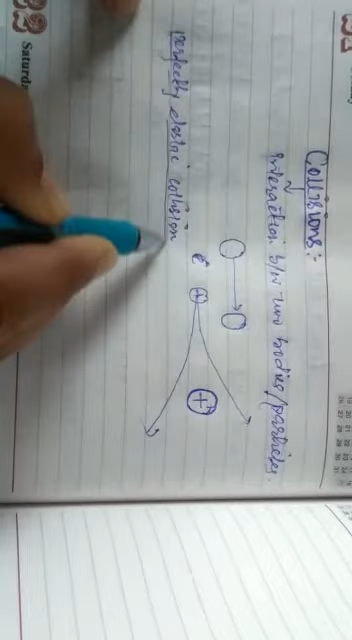 Collisions:-
interaction b/w two bodies/particles.
e
+
+
Perfectly elastic collision